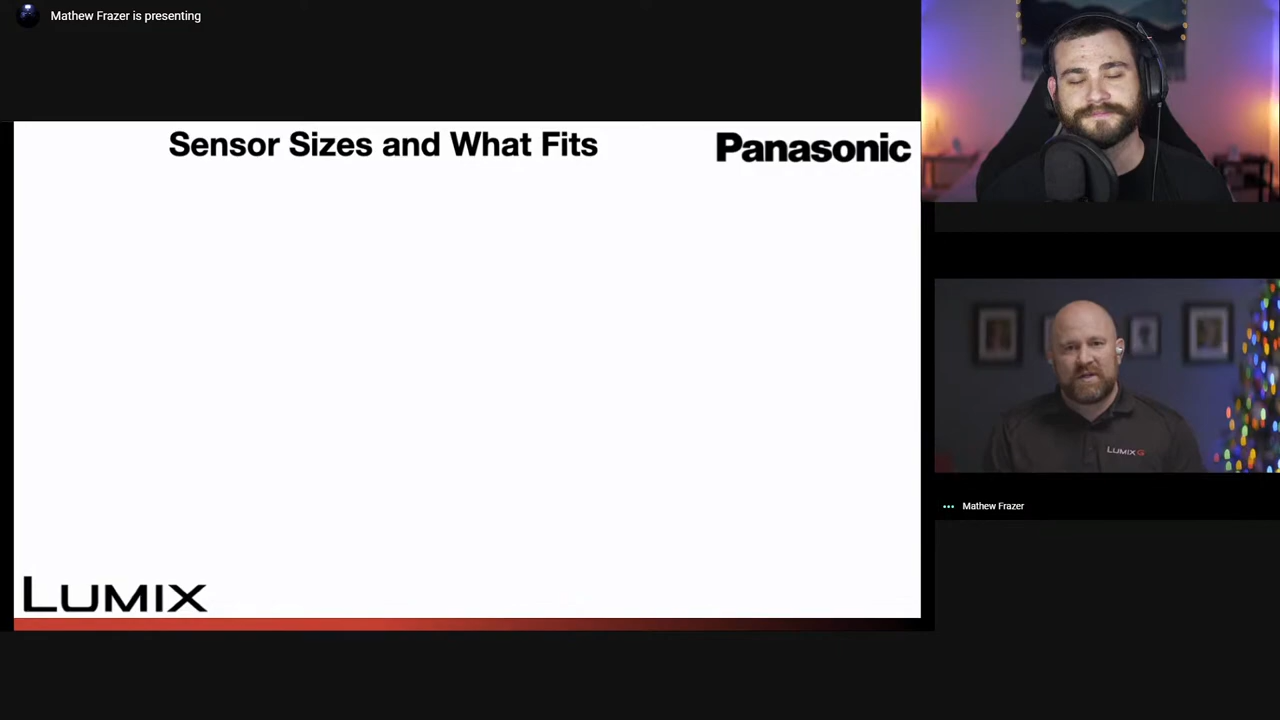 Mathew Frazer is presenting
Sensor Sizes and What Fits
Panasonic
LUMIX G
Mathew Frazer
LUMIX